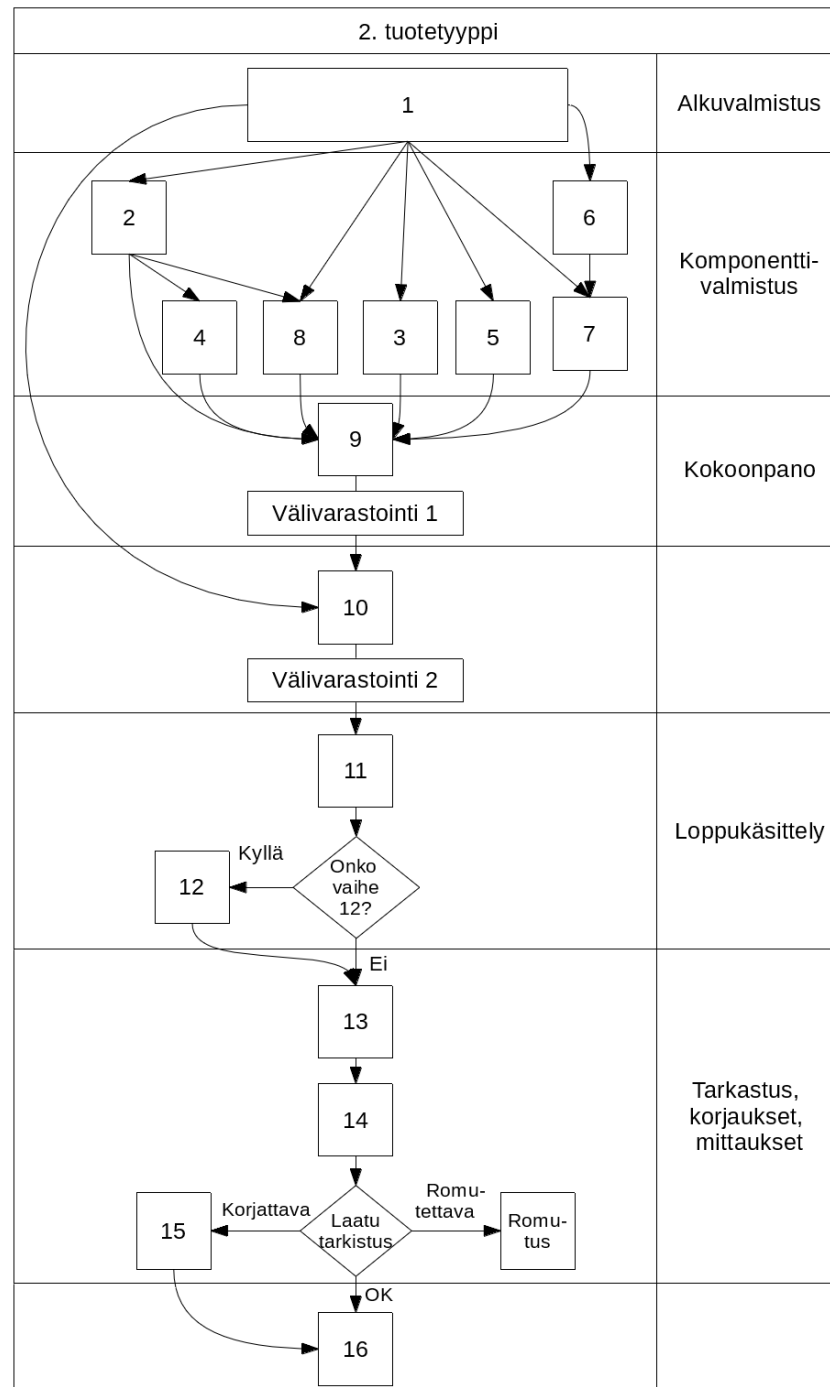 2. tuotetyyppi
1
Alkuvalmistus
2
6
Komponentti-
valmistus
4
8
3
5
7
9
Kokoonpano
Välivarastointi 1
10
Välivarastointi 2
11
Loppukäsittely
Kyllä
12
Onko
vaihe
12?
Ei
13
14
Tarkastus,
korjaukset,
mittaukset
15
Korjattava
Laatu
tarkistus
Romu-
tettava
Romu-
tus
OK
16